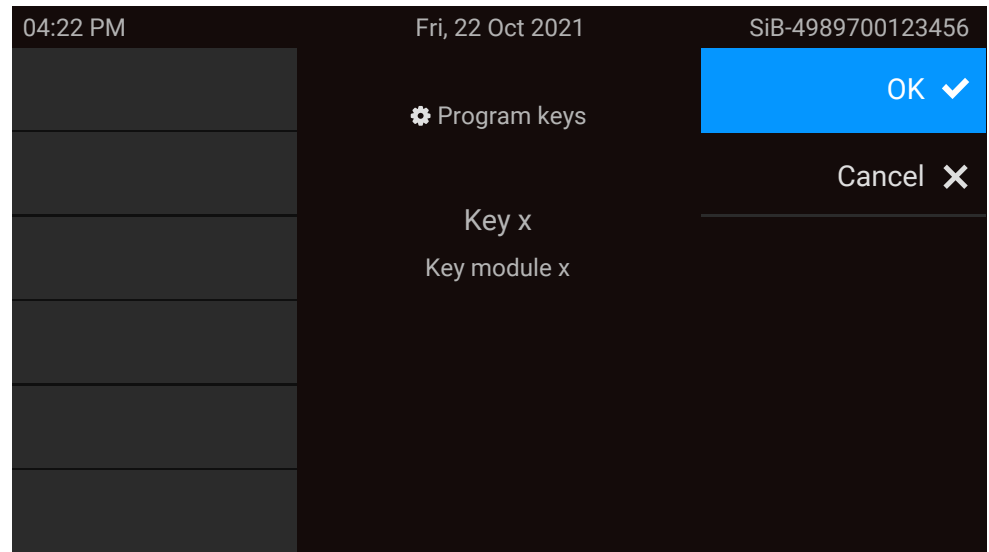 04:22 PM Fri, 22 Oct 2021 SiB-4989700123456
OK
Program keys
Cancel
Key x
Key module x